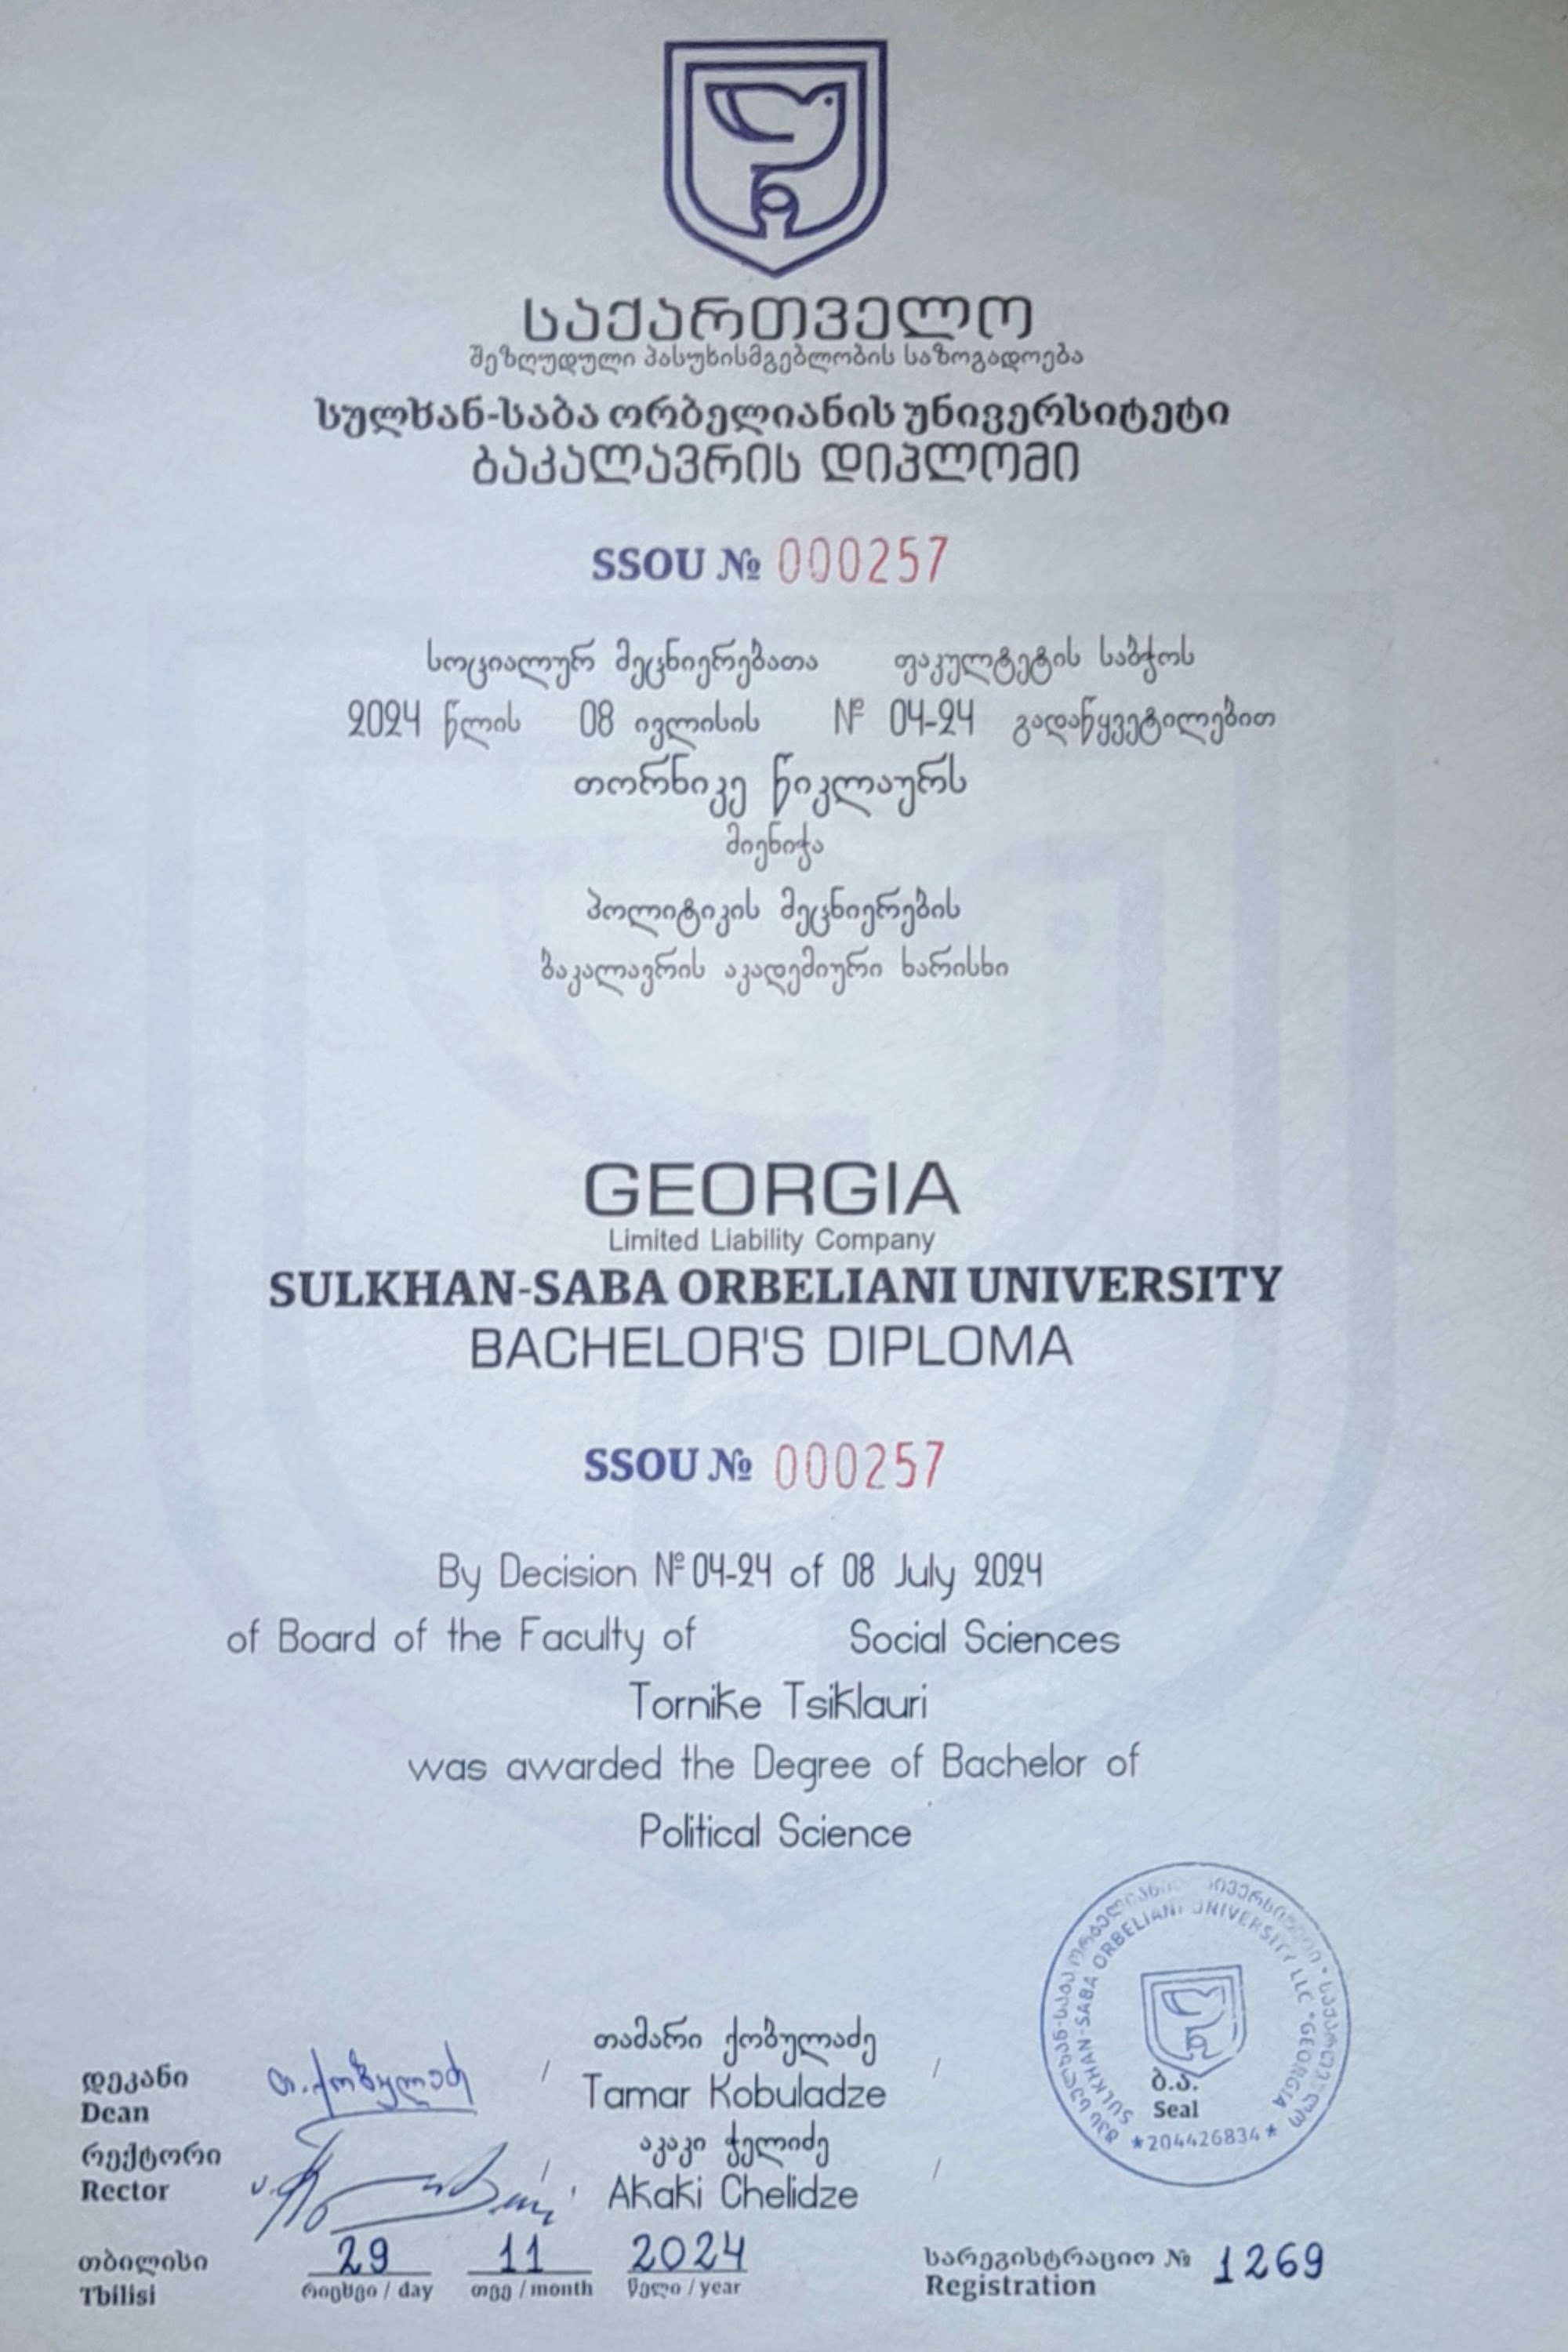 საქართველო
შეზღუდული პასუხისმგებლობის საზოგადოება
სულხან-საბა ორბელიანის უნივერსიტეტი
ბაკალავრის დიპლომი
SSOU № 000257
სოციალურ მეცნიერებათა ფაკულტეტის საბჭოს
2024 წლის 08 ივლისის № 04-24 გადაწყვეტილებით
თორნიკე წიკლაურს
მიენიჭა
პოლიტიკის მეცნიერების
ბაკალავრის აკადემიური ხარისხი
GEORGIA
Limited Liability Company
SULKHAN-SABA ORBELIANI UNIVERSITY
BACHELOR'S DIPLOMA
SSOU № 000257
By Decision № 04-24 of 08 July 2024
of Board of the Faculty of Social Sciences
Tornike Tsiklauri
was awarded the Degree of Bachelor of
Political Science
შპს სულხან-საბა ორბელიანის უნივერსიტეტი * საქართველო
SULKHAN-SABA ORBELIANI UNIVERSITY LLC *GEORGIA
ბ.ა.
Seal
*204426834*
დეკანი თ. ქობულაძე / თამარი ქობულაძე /
Dean Tamar Kobuladze
რექტორი / აკაკი ჭელიძე /
Rector Akaki Chelidze
თბილისი 29 11 2024 სარეგისტრაციო № 1269
Tbilisi რიცხვი / day თვე / month წელი / year Registration